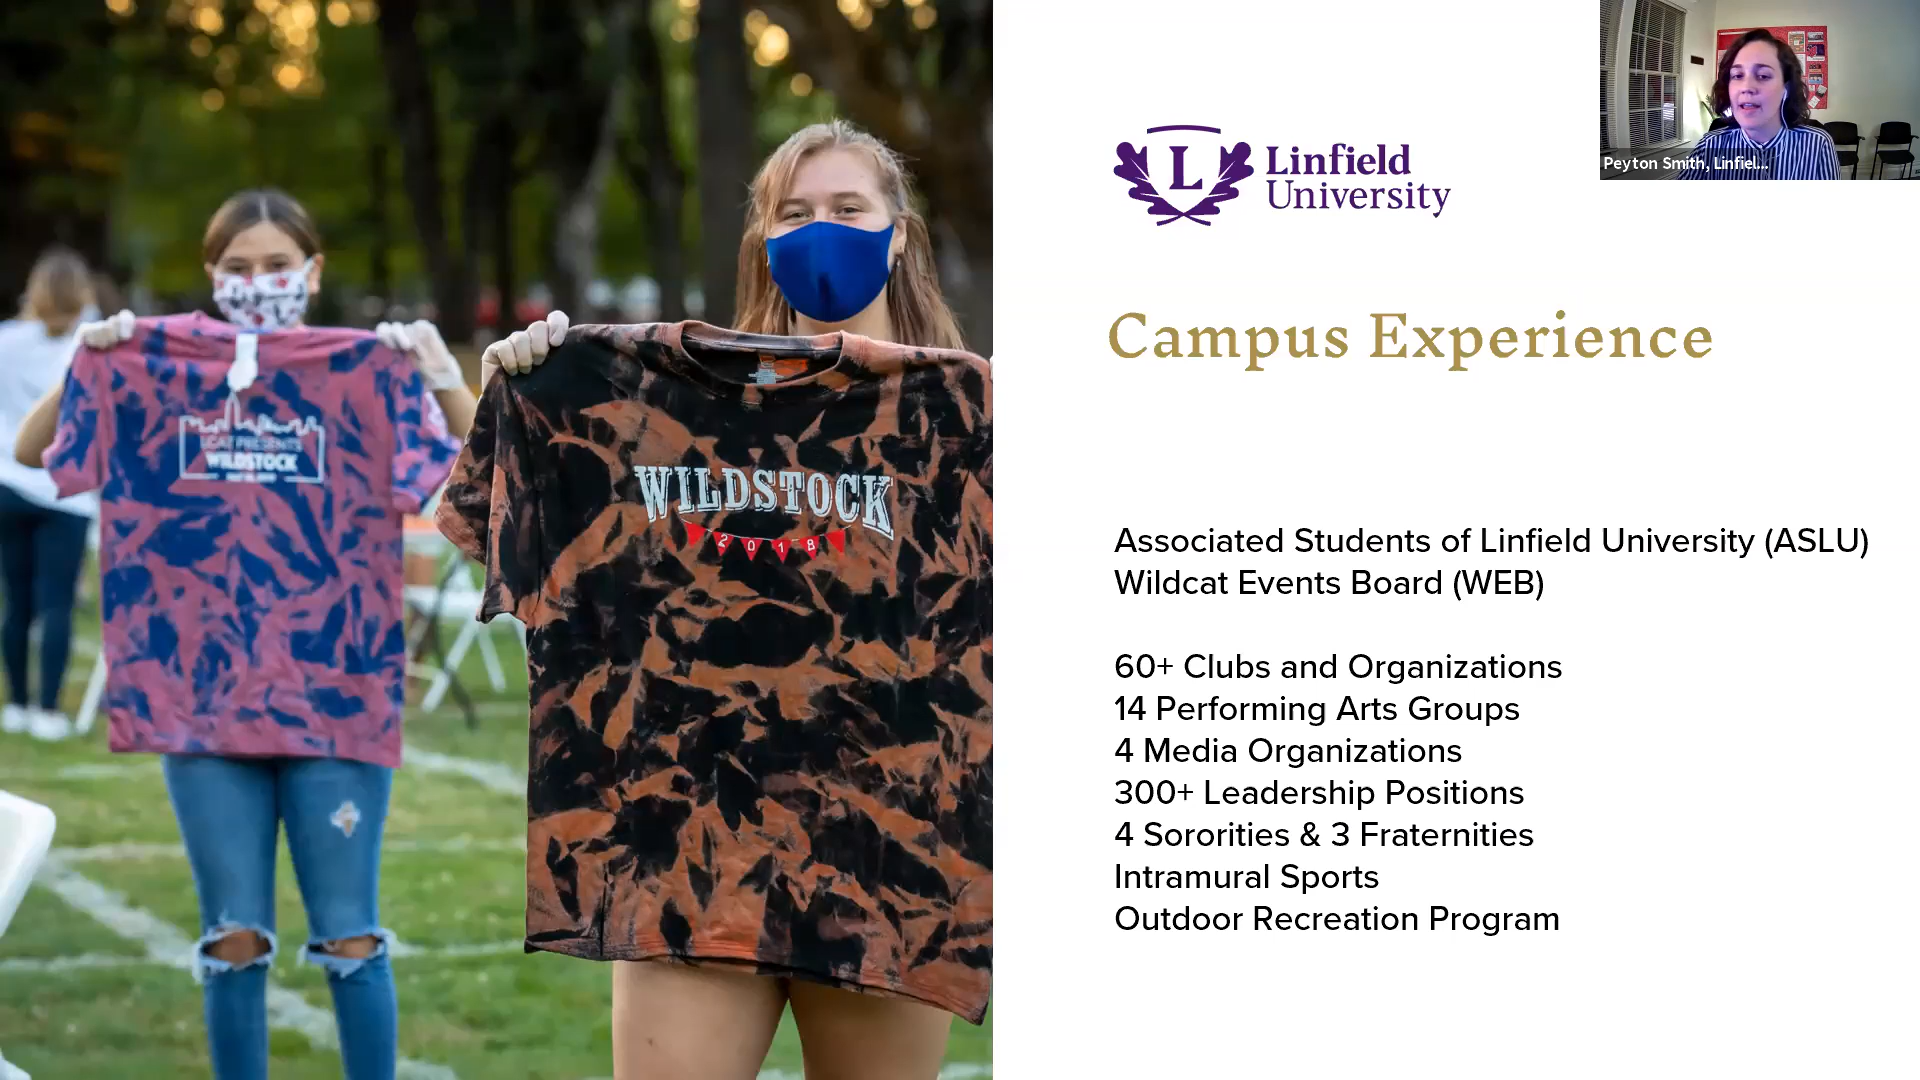 LCAT PRESENTS
WILDSTOCK
WILDSTOCK
2018
L
Linfield
University
Peyton Smith, Linfiel...
Campus Experience
Associated Students of Linfield University (ASLU)
Wildcat Events Board (WEB)
60+ Clubs and Organizations
14 Performing Arts Groups
4 Media Organizations
300+ Leadership Positions
4 Sororities & 3 Fraternities
Intramural Sports
Outdoor Recreation Program